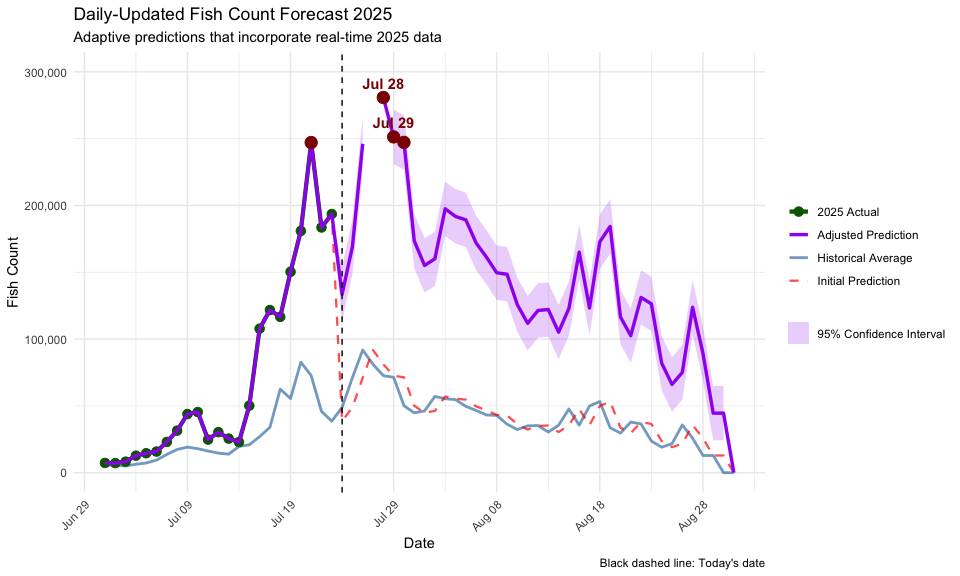 Daily-Updated Fish Count Forecast 2025
Adaptive predictions that incorporate real-time 2025 data
300,000
200,000
100,000
0
Fish Count
Jul 28
Jul 29
Jun 29
Jul 09
Jul 19
Jul 29
Aug 08
Aug 18
Aug 28
Date
2025 Actual
Adjusted Prediction
Historical Average
Initial Prediction
95% Confidence Interval
Black dashed line: Today's date